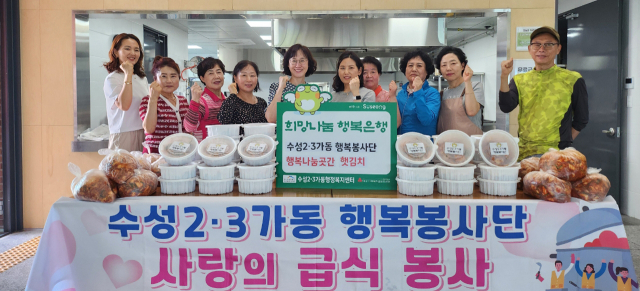 Suseong
희망나눔 행복은행
수성2·3가동 행복봉사단
행복나눔곳간 햇김치
수성2·3가동행정복지센터
수성2·3가동 행복봉사단
사랑의 급식 봉사